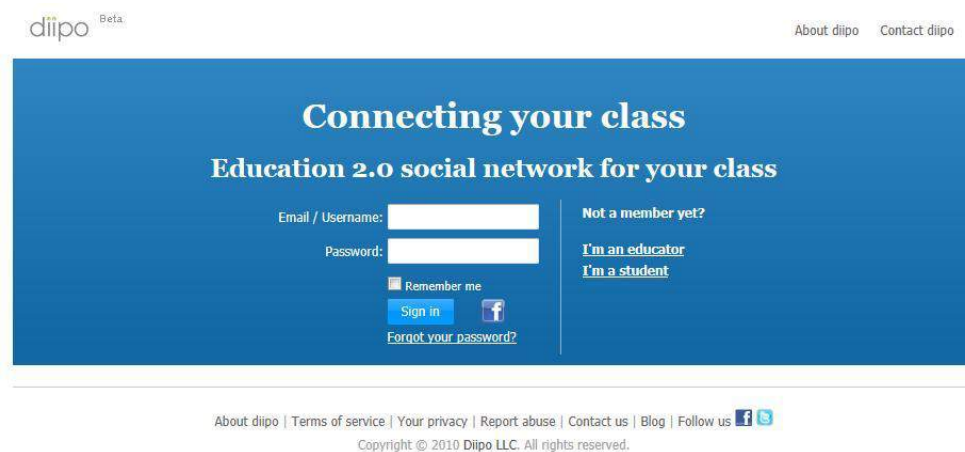 diipo Beta
About diipo Contact diipo
Connecting your class
Education 2.0 social network for your class
Email / Username:
Password:
Remember me
Sign in
Forgot your password?
Not a member yet?
I'm an educator
I'm a student
About diipo | Terms of service | Your privacy | Report abuse | Contact us | Blog | Follow us
Copyright © 2010 Diipo LLC. All rights reserved.